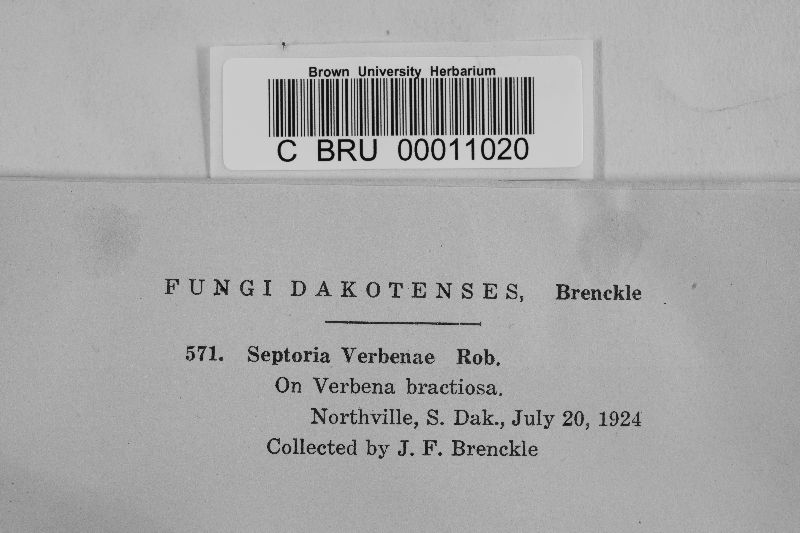 Brown University Herbarium
C BRU 00011020
FUNGI DAKOTENSES, Brenckle
571. Septoria Verbenae Rob.
On Verbena bractiosa.
Northville, S. Dak., July 20, 1924
Collected by J. F. Brenckle